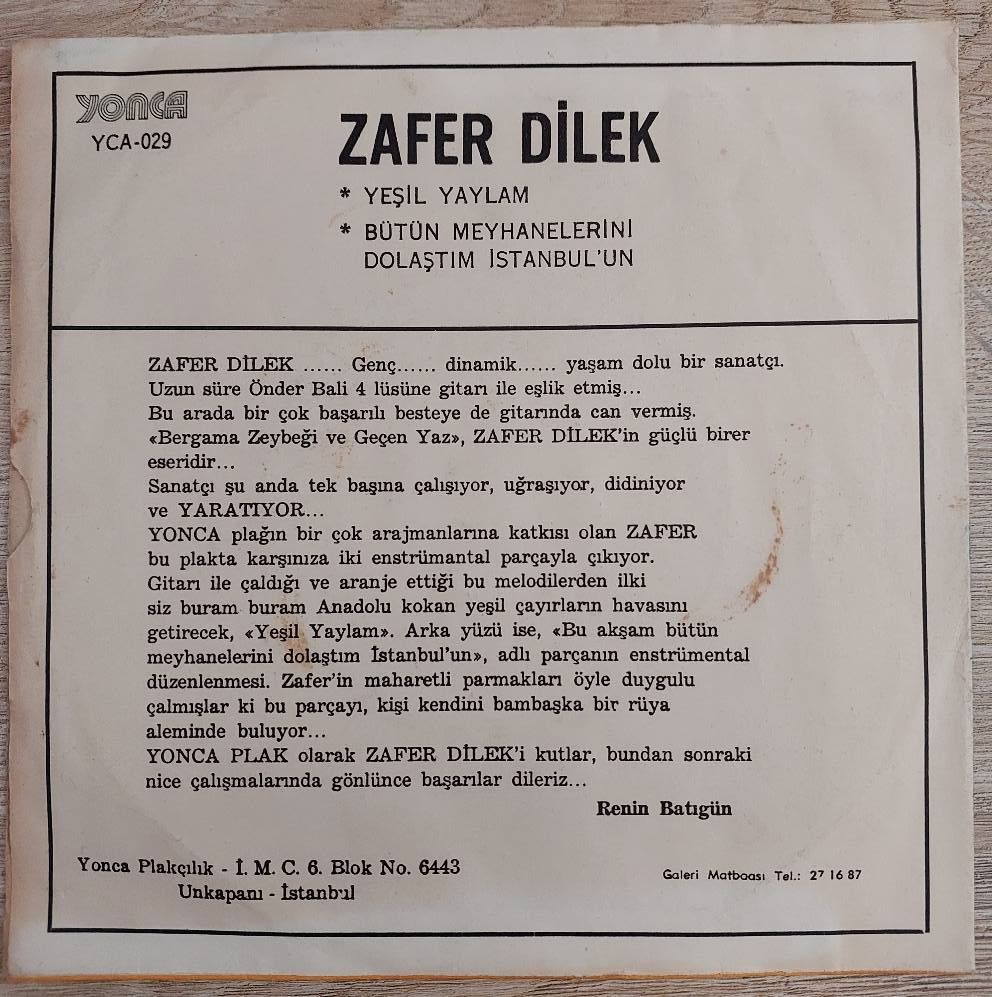 YONCA
YCA-029
ZAFER DİLEK
* YEŞİL YAYLAM
* BÜTÜN MEYHANELERİNİ
DOLAŞTIM İSTANBUL'UN
ZAFER DİLEK ...... Genç...... dinamik...... yaşam dolu bir sanatçı.
Uzun süre Önder Bali 4 lüsüne gitarı ile eşlik etmiş...
Bu arada bir çok başarılı besteye de gitarında can vermiş.
«Bergama Zeybeği ve Geçen Yaz», ZAFER DİLEK'in güçlü birer
eseridir...
Sanatçı şu anda tek başına çalışıyor, uğraşıyor, didiniyor
ve YARATIYOR...
YONCA plağın bir çok arajmanlarına katkısı olan ZAFER
bu plakta karşınıza iki enstrümantal parçayla çıkıyor.
Gitarı ile çaldığı ve aranje ettiği bu melodilerden ilki
siz buram buram Anadolu kokan yeşil çayırların havasını
getirecek, «Yeşil Yaylam». Arka yüzü ise, «Bu akşam bütün
meyhanelerini dolaştım İstanbul'un», adlı parçanın enstrümental
düzenlenmesi. Zafer'in maharetli parmakları öyle duygulu
çalmışlar ki bu parçayı, kişi kendini bambaşka bir rüya
aleminde buluyor...
YONCA PLAK olarak ZAFER DİLEK'i kutlar, bundan sonraki
nice çalışmalarında gönlünce başarılar dileriz...
Renin Batıgün
Yonca Plakçılık - İ. M. C. 6. Blok No. 6443
Unkapanı - İstanbul
Galeri Matbaası Tel.: 27 16 87